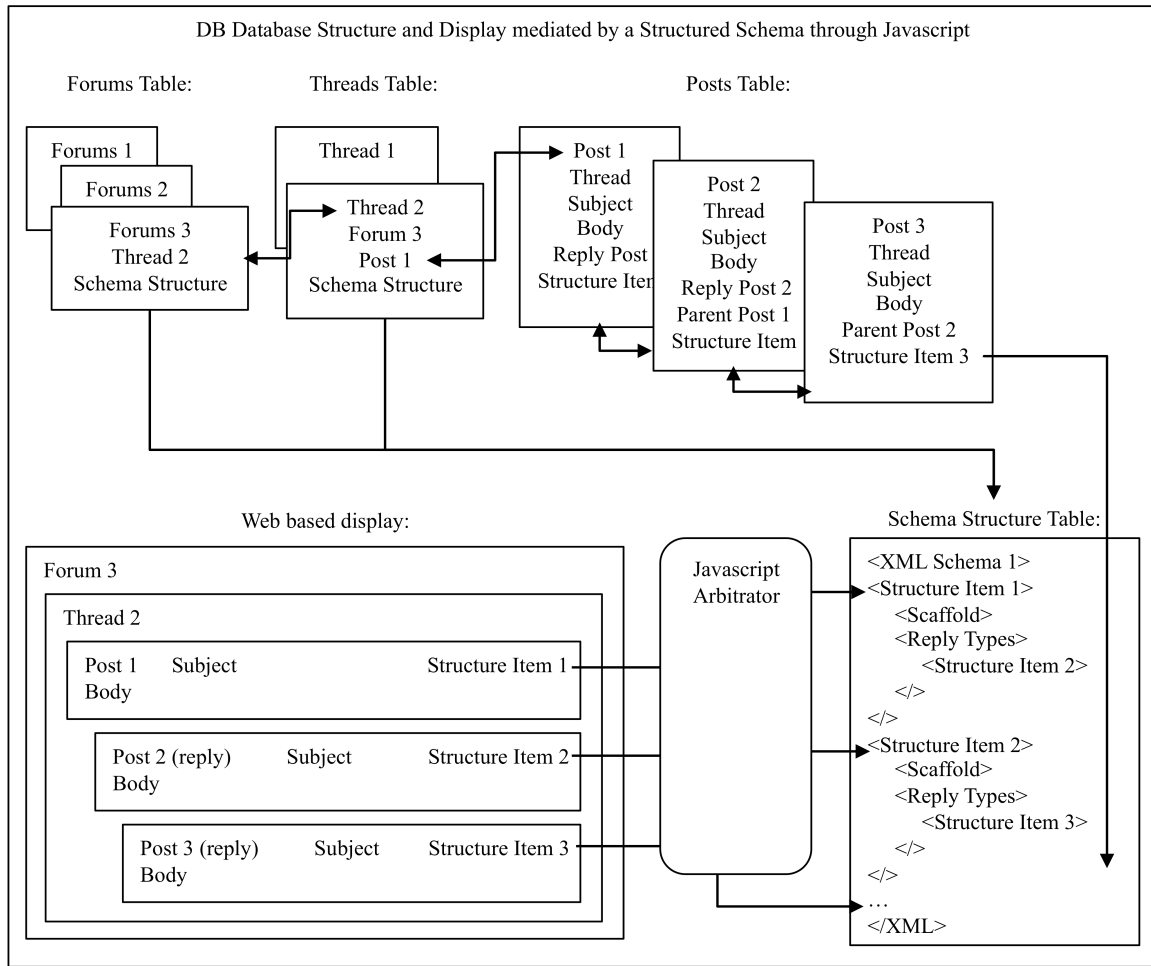 DB Database Structure and Display mediated by a Structured Schema through Javascript
Forums Table:
Threads Table:
Posts Table:
Forums 1
Forums 2
Forums 3
Thread 2
Schema Structure
Thread 1
Thread 2
Forum 3
Post 1
Schema Structure
Post 1
Thread
Subject
Body
Reply Post
Structure Item
Post 2
Thread
Subject
Body
Reply Post 2
Parent Post 1
Structure Item
Post 3
Thread
Subject
Body
Parent Post 2
Structure Item 3
Web based display:
Forum 3
Thread 2
Post 1 Subject Structure Item 1
Body
Post 2 (reply) Subject Structure Item 2
Body
Post 3 (reply) Subject Structure Item 3
Body
Javascript
Arbitrator
Schema Structure Table:
<XML Schema 1>
<Structure Item 1>
<Scaffold>
<Reply Types>
<Structure Item 2>
</>
</>
<Structure Item 2>
<Scaffold>
<Reply Types>
<Structure Item 3>
</>
</>
…
</XML>